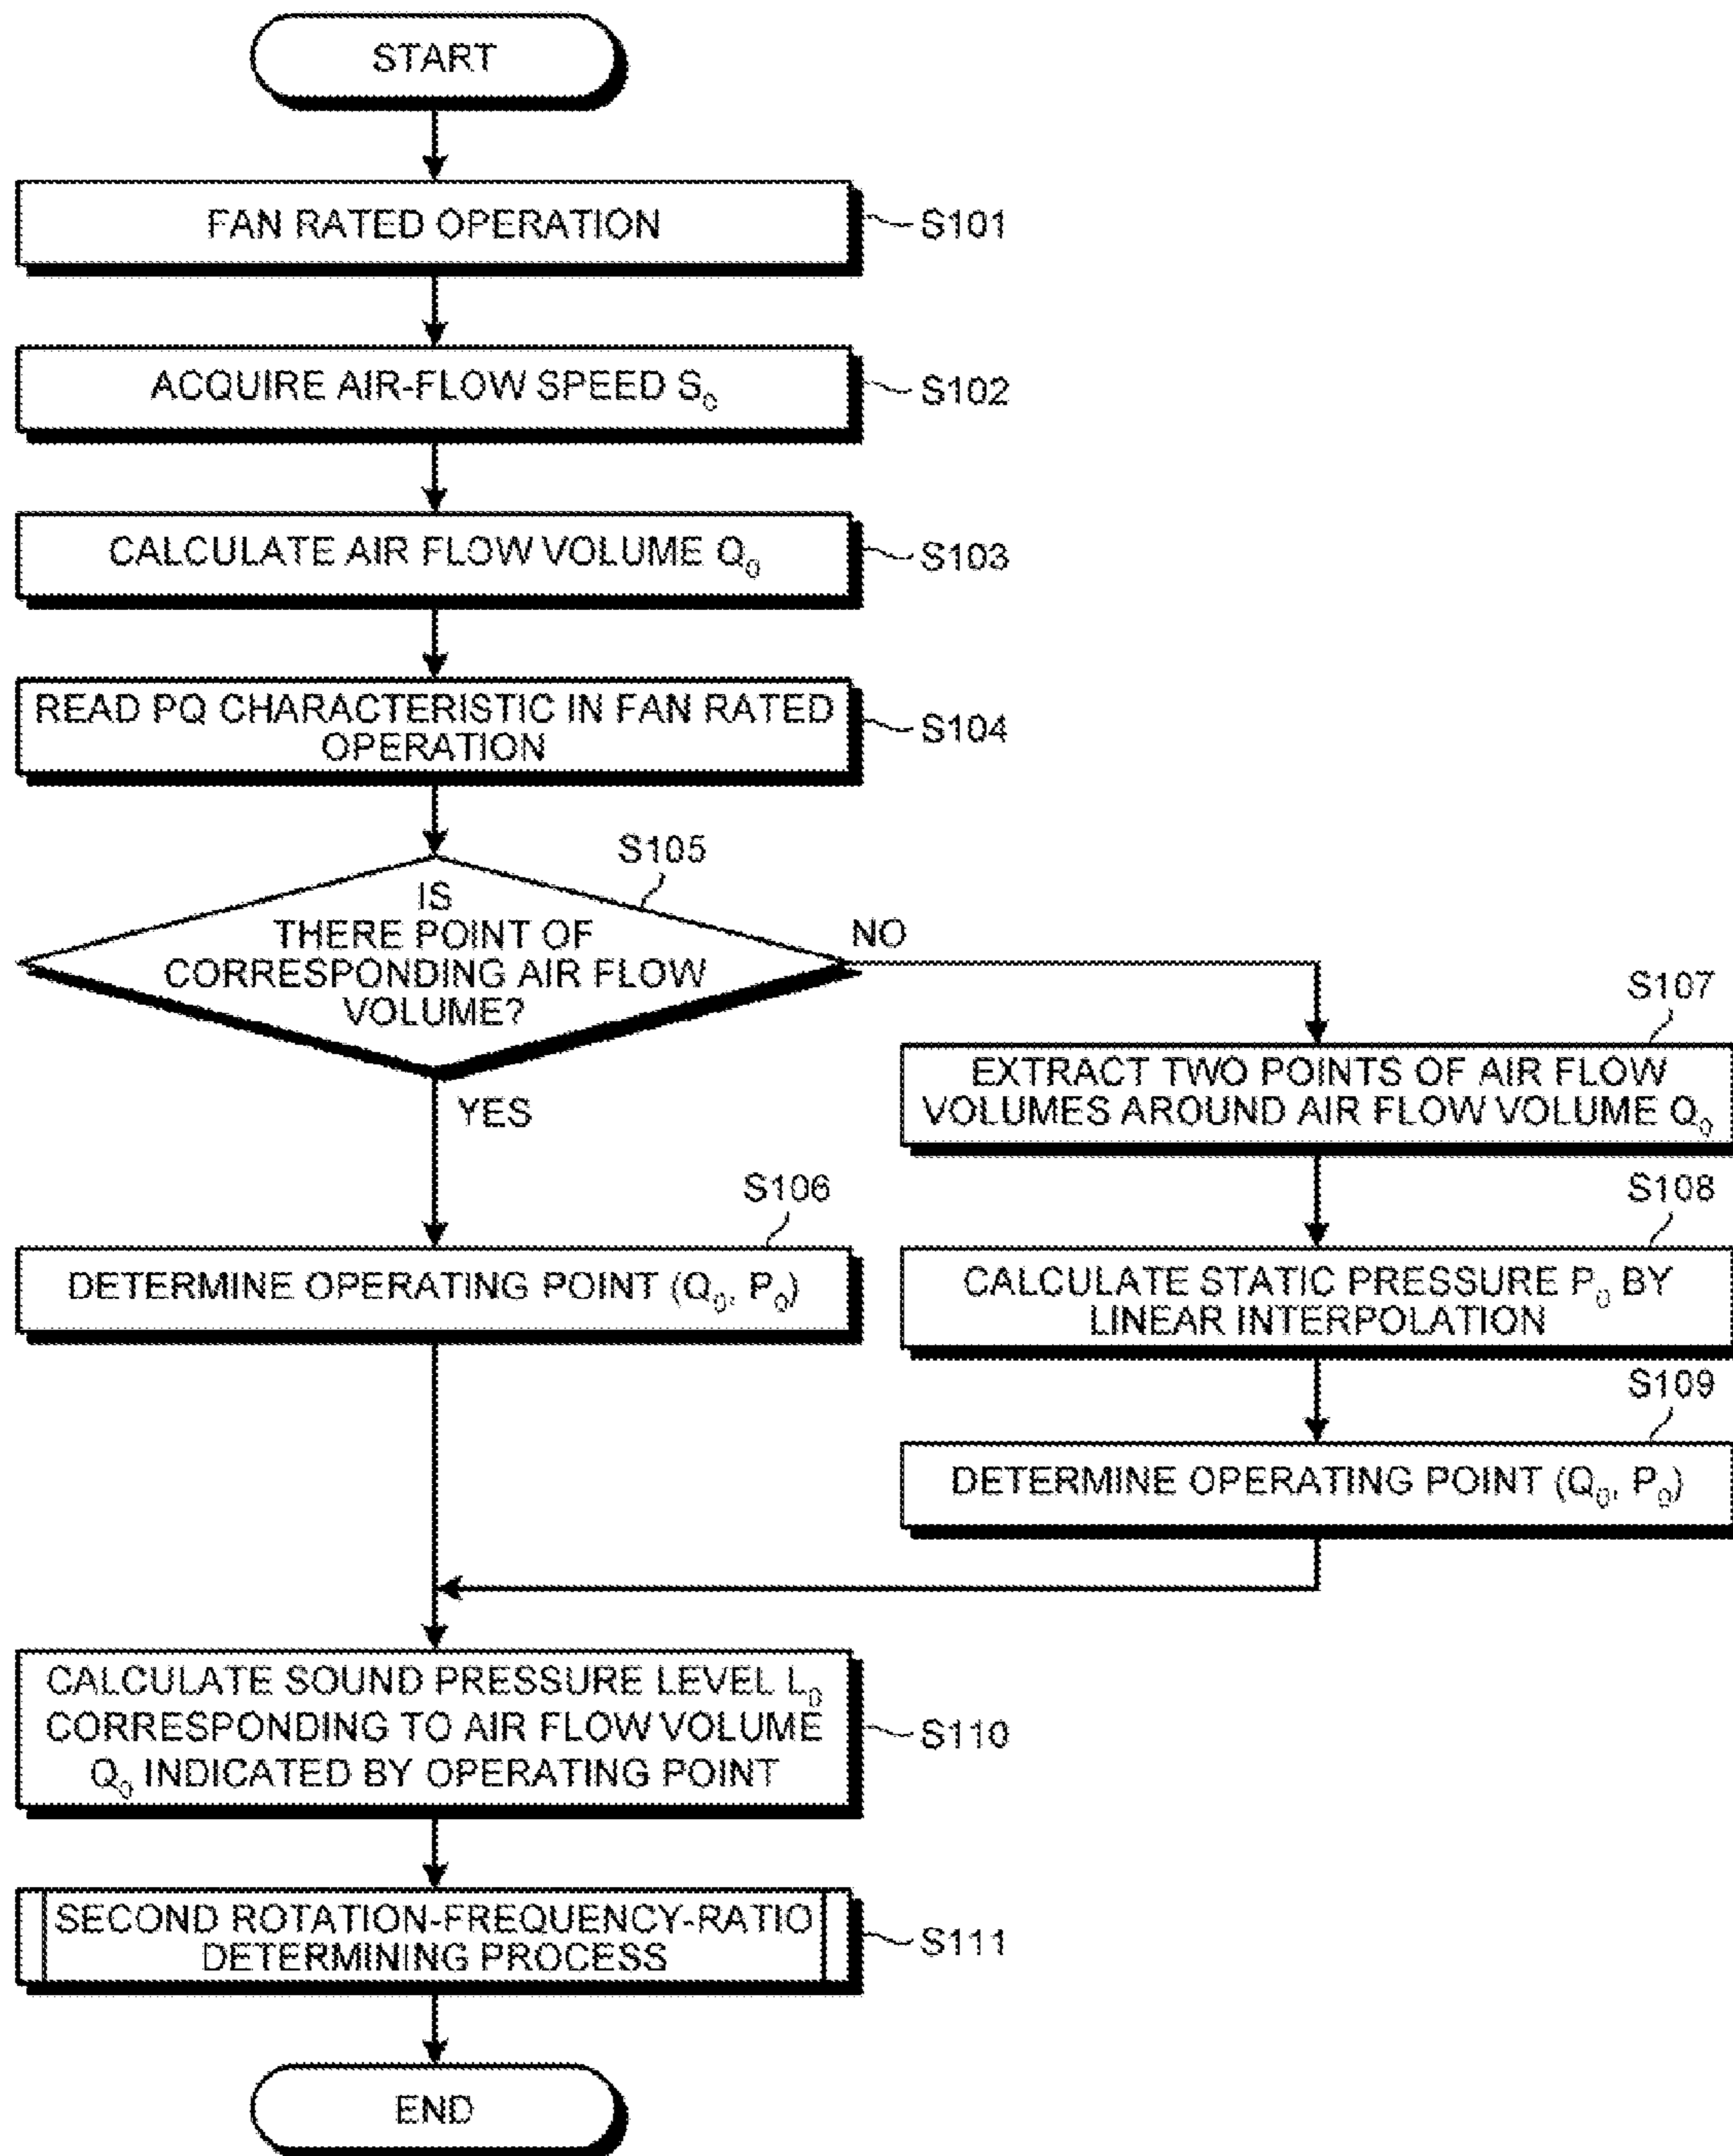 START
FAN RATED OPERATION
S101
ACQUIRE AIR-FLOW SPEED S₀
S102
CALCULATE AIR FLOW VOLUME Q₀
S103
READ PQ CHARACTERISTIC IN FAN RATED
OPERATION
S104
S105
IS
THERE POINT OF
CORRESPONDING AIR FLOW
VOLUME?
NO
YES
S107
EXTRACT TWO POINTS OF AIR FLOW
VOLUMES AROUND AIR FLOW VOLUME Q₀
S106
DETERMINE OPERATING POINT (Q₀, P₀)
S108
CALCULATE STATIC PRESSURE P₀ BY
LINEAR INTERPOLATION
S109
DETERMINE OPERATING POINT (Q₀, P₀)
CALCULATE SOUND PRESSURE LEVEL L₀
CORRESPONDING TO AIR FLOW VOLUME
Q₀ INDICATED BY OPERATING POINT
S110
SECOND ROTATION-FREQUENCY-RATIO
DETERMINING PROCESS
S111
END